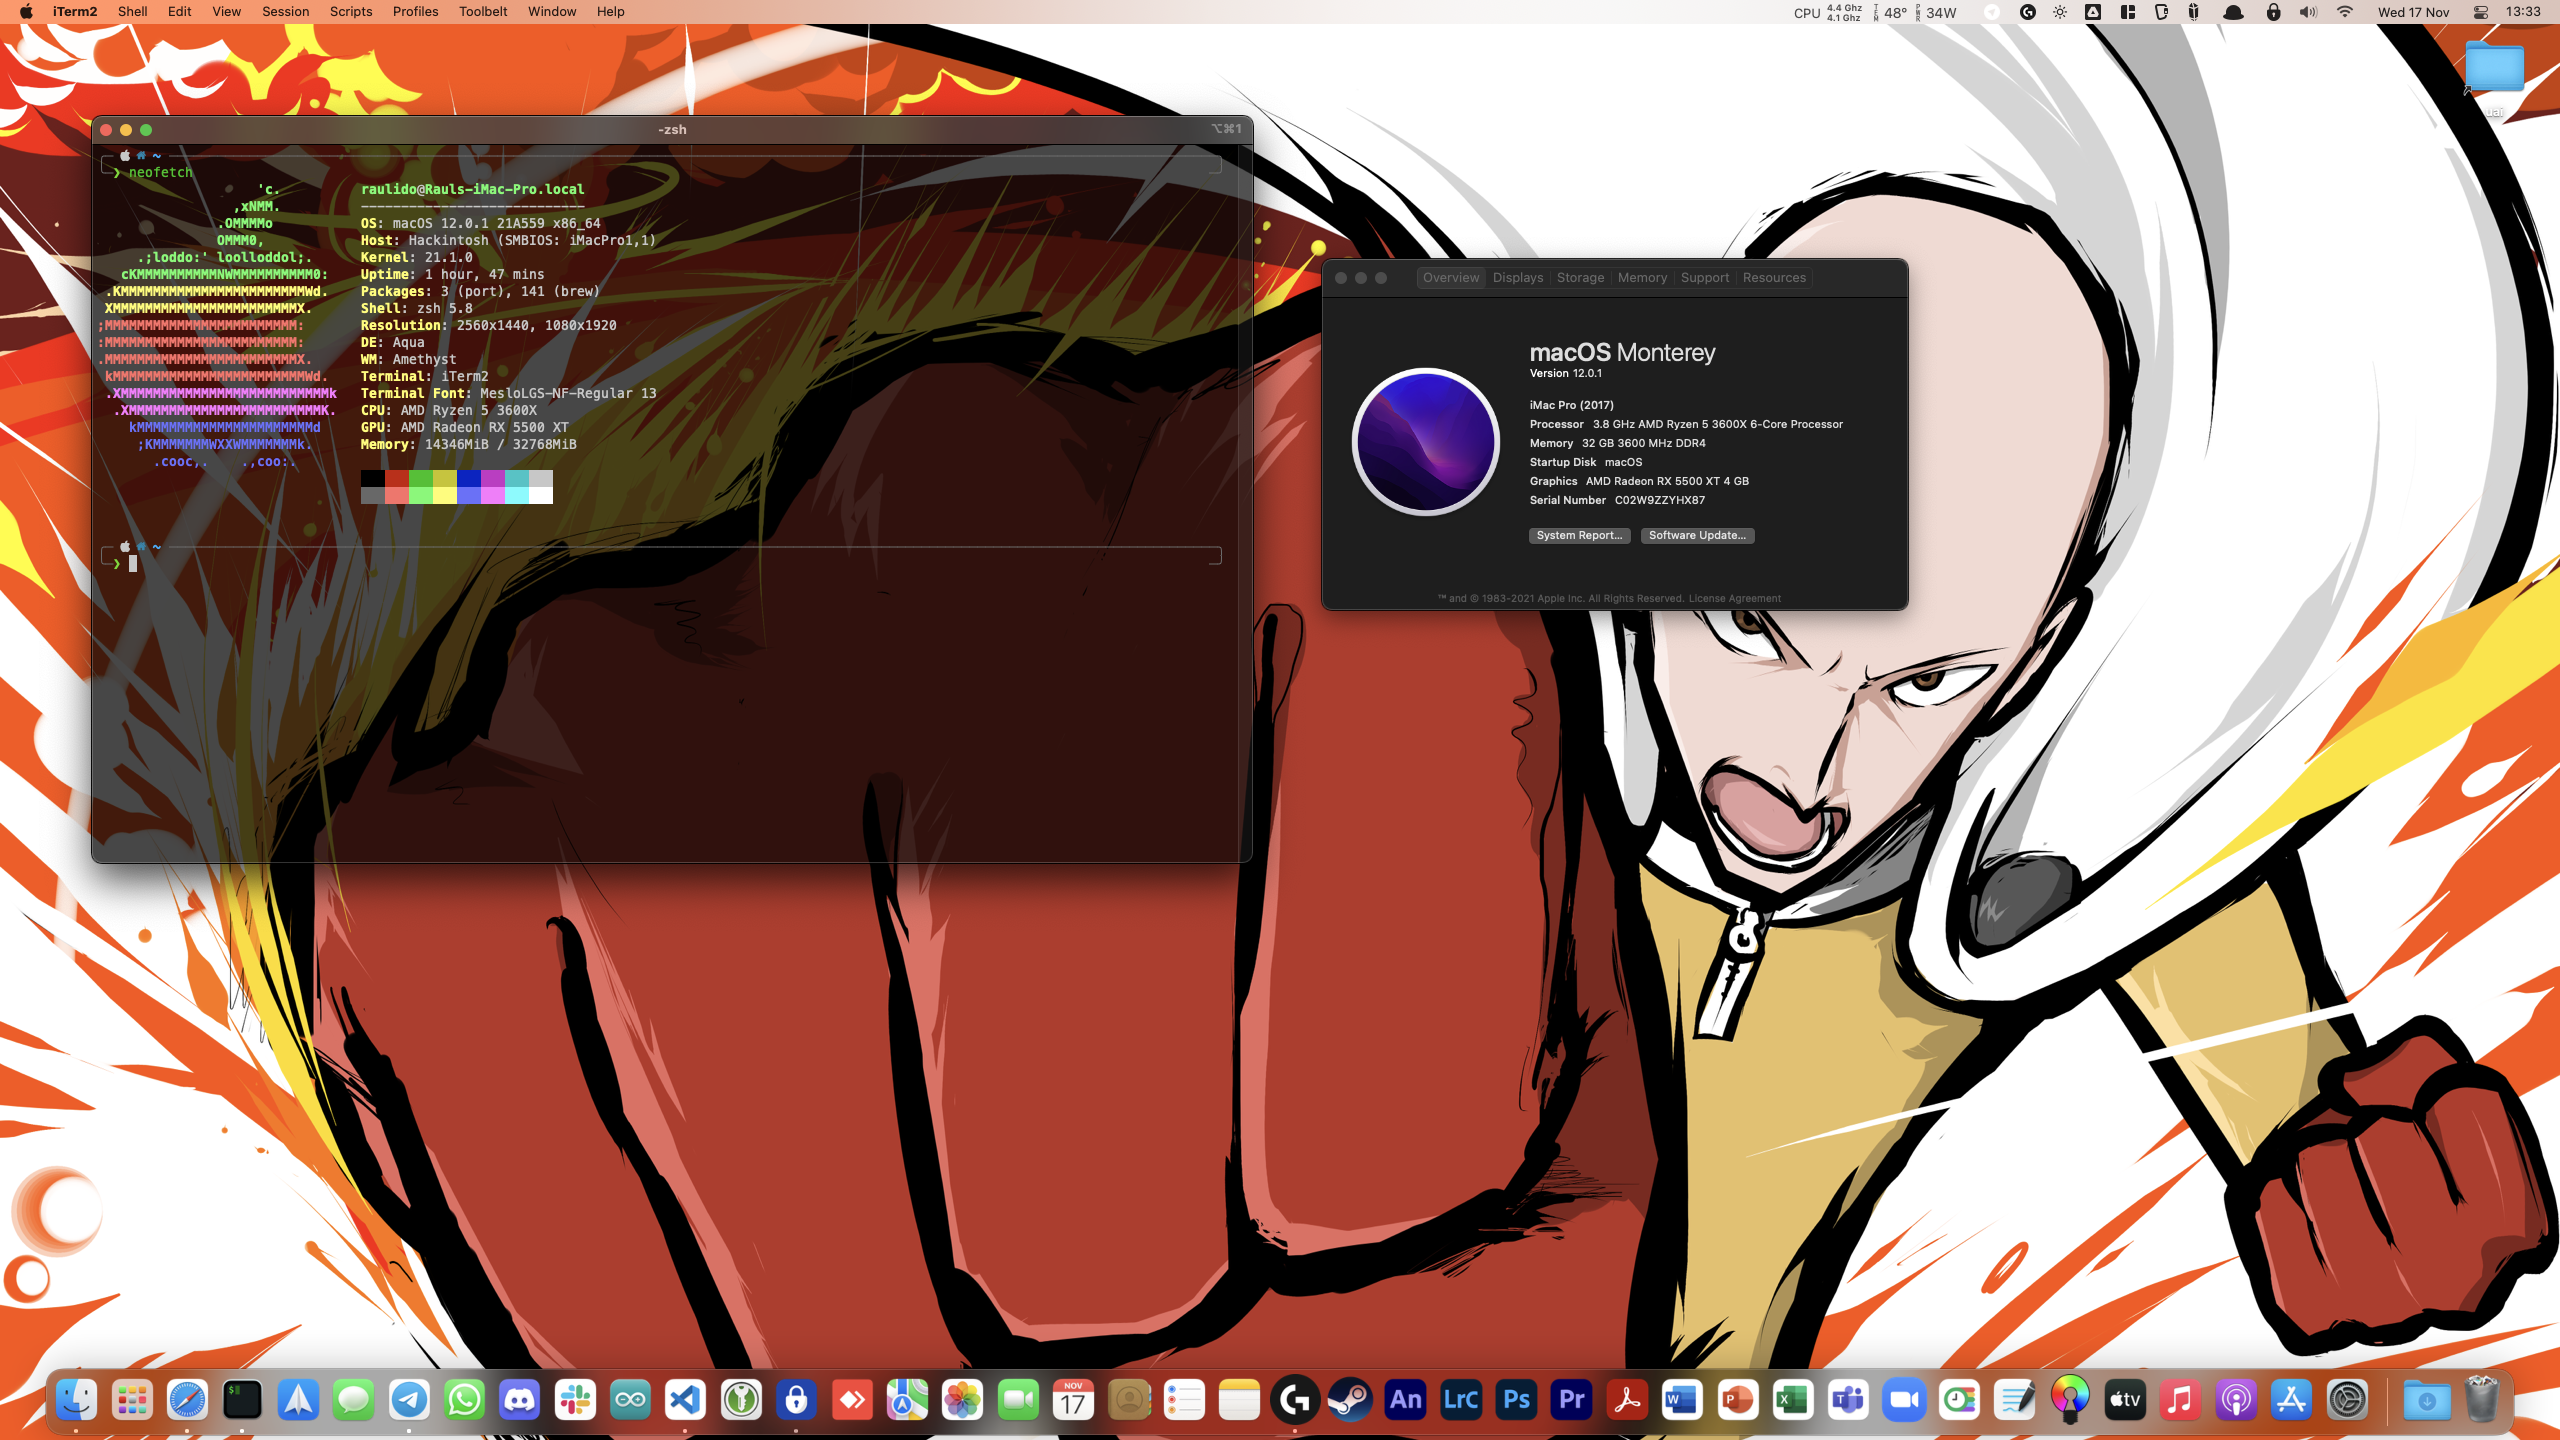 iTerm2 Shell Edit View Session Scripts Profiles Toolbelt Window Help CPU 4.4 Ghz 4.1 Ghz 48° 34W Wed 17 Nov 13:33
uai
-zsh ⌥⌘1
~
❯ neofetch
'c.
,xNMM.
.OMMMMo
OMMM0,
.;loddo:' loolloddol;.
cKMMMMMMMMMMNWMMMMMMMMMM0:
.KMMMMMMMMMMMMMMMMMMMMMMMWd.
XMMMMMMMMMMMMMMMMMMMMMMMX.
;MMMMMMMMMMMMMMMMMMMMMMMM:
:MMMMMMMMMMMMMMMMMMMMMMMM:
.MMMMMMMMMMMMMMMMMMMMMMMMX.
kMMMMMMMMMMMMMMMMMMMMMMMMWd.
.XMMMMMMMMMMMMMMMMMMMMMMMMMMk
.XMMMMMMMMMMMMMMMMMMMMMMMMK.
kMMMMMMMMMMMMMMMMMMMMMMd
;KMMMMMMMWXXWMMMMMMMk.
.cooc,. .,coo:.
raulido@Rauls-iMac-Pro.local
----------------------------
OS: macOS 12.0.1 21A559 x86_64
Host: Hackintosh (SMBIOS: iMacPro1,1)
Kernel: 21.1.0
Uptime: 1 hour, 47 mins
Packages: 3 (port), 141 (brew)
Shell: zsh 5.8
Resolution: 2560x1440, 1080x1920
DE: Aqua
WM: Amethyst
Terminal: iTerm2
Terminal Font: MesloLGS-NF-Regular 13
CPU: AMD Ryzen 5 3600X
GPU: AMD Radeon RX 5500 XT
Memory: 14346MiB / 32768MiB
~
❯
Overview Displays Storage Memory Support Resources
macOS Monterey
Version 12.0.1
iMac Pro (2017)
Processor 3.8 GHz AMD Ryzen 5 3600X 6-Core Processor
Memory 32 GB 3600 MHz DDR4
Startup Disk macOS
Graphics AMD Radeon RX 5500 XT 4 GB
Serial Number C02W9ZZYHX87
System Report... Software Update...
™ and © 1983-2021 Apple Inc. All Rights Reserved. License Agreement
$ NOV 17 An LrC Ps Pr W P X T tv